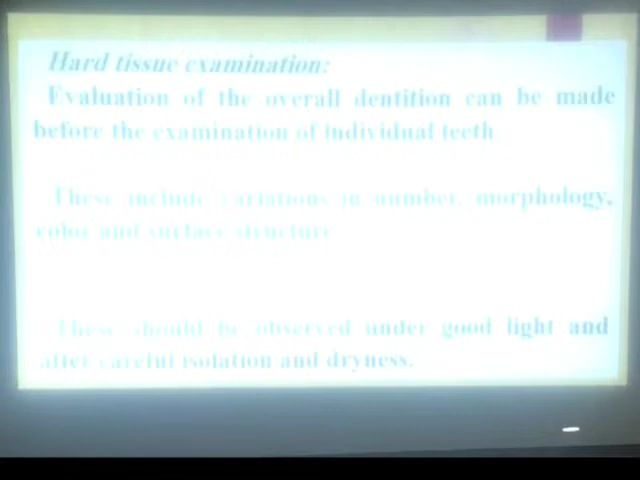 Hard tissue examination:
Evaluation of the overall dentition can be made
before the examination of individual teeth
These include variations in number, morphology,
color and surface structure
These should be observed under good light and
after careful isolation and dryness.